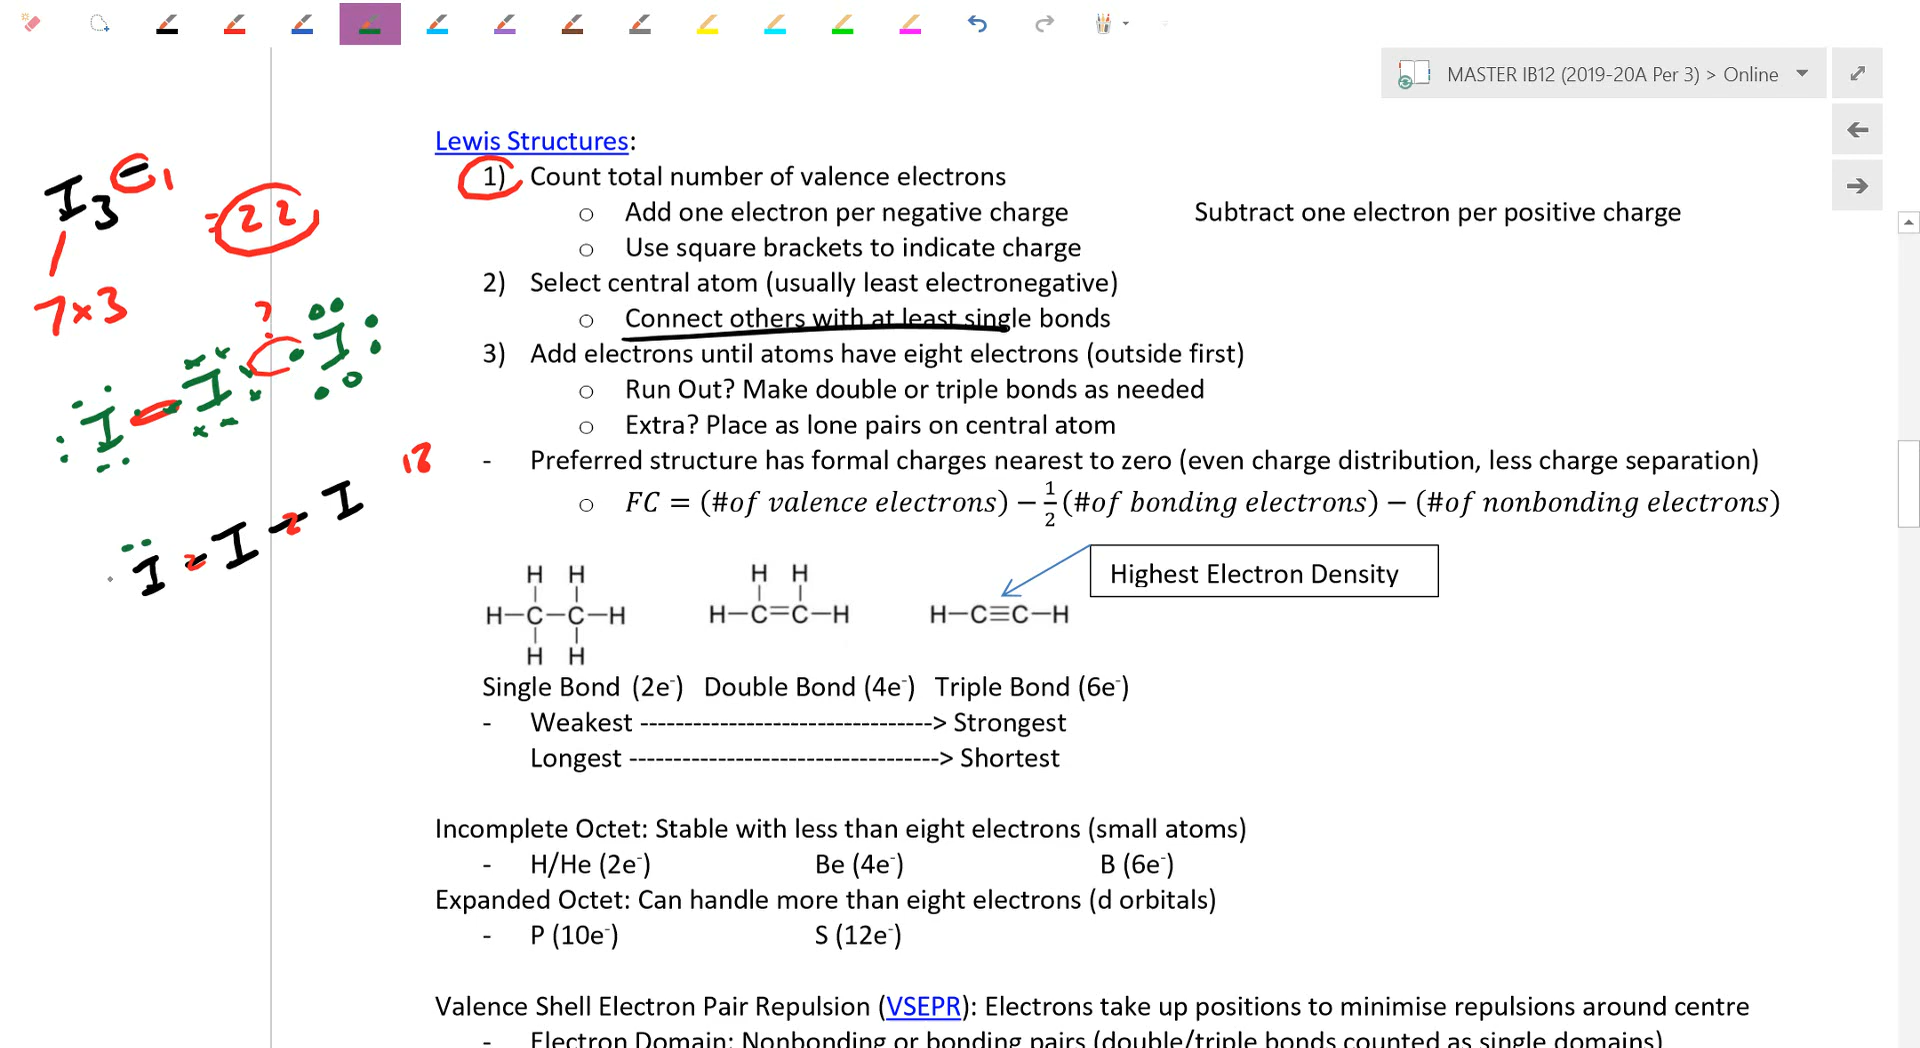 MASTER IB12 (2019-20A Per 3) > Online
Lewis Structures:
1) Count total number of valence electrons
o Add one electron per negative charge Subtract one electron per positive charge
o Use square brackets to indicate charge
2) Select central atom (usually least electronegative)
o Connect others with at least single bonds
3) Add electrons until atoms have eight electrons (outside first)
o Run Out? Make double or triple bonds as needed
o Extra? Place as lone pairs on central atom
- Preferred structure has formal charges nearest to zero (even charge distribution, less charge separation)
o FC = (#of valence electrons) − 1/2 (#of bonding electrons) − (#of nonbonding electrons)
I3 − 1
= 22
7 x 3
?
I − I I
18
I 2 I 2 I
H H H H
H−C−C−H H−C=C−H H−C≡C−H Highest Electron Density
H H
Single Bond (2e⁻) Double Bond (4e⁻) Triple Bond (6e⁻)
- Weakest --------------------------------> Strongest
Longest ----------------------------------> Shortest
Incomplete Octet: Stable with less than eight electrons (small atoms)
- H/He (2e⁻) Be (4e⁻) B (6e⁻)
Expanded Octet: Can handle more than eight electrons (d orbitals)
- P (10e⁻) S (12e⁻)
Valence Shell Electron Pair Repulsion (VSEPR): Electrons take up positions to minimise repulsions around centre
- Electron Domain: Nonbonding or bonding pairs (double/triple bonds counted as single domains)